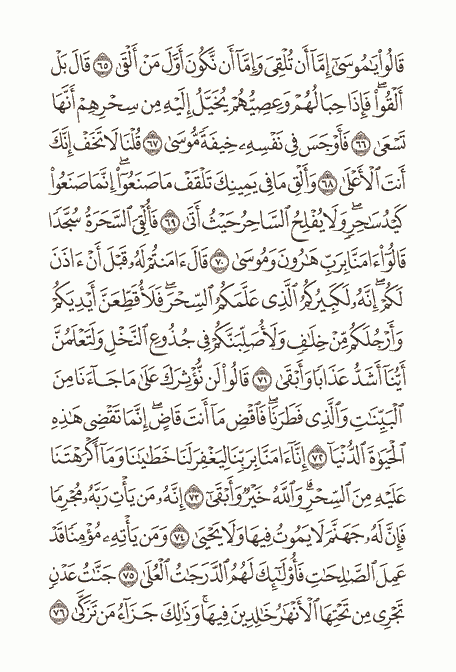 قَالُوا۟ يَـٰمُوسَىٰٓ إِمَّآ أَن تُلْقِىَ وَإِمَّآ أَن نَّكُونَ أَوَّلَ مَنْ أَلْقَىٰ ٦٥ قَالَ بَلْ
أَلْقُوا۟ ۖ فَإِذَا حِبَالُهُمْ وَعِصِيُّهُمْ يُخَيَّلُ إِلَيْهِ مِن سِحْرِهِمْ أَنَّهَا
تَسْعَىٰ ٦٦ فَأَوْجَسَ فِى نَفْسِهِۦ خِيفَةً مُّوسَىٰ ٦٧ قُلْنَا لَا تَخَفْ إِنَّكَ
أَنتَ ٱلْأَعْلَىٰ ٦٨ وَأَلْقِ مَا فِى يَمِينِكَ تَلْقَفْ مَا صَنَعُوٓا۟ ۖ إِنَّمَا صَنَعُوا۟
كَيْدُ سَـٰحِرٍ ۖ وَلَا يُفْلِحُ ٱلسَّاحِرُ حَيْثُ أَتَىٰ ٦٩ فَأُلْقِىَ ٱلسَّحَرَةُ سُجَّدًا
قَالُوٓا۟ ءَامَنَّا بِرَبِّ هَـٰرُونَ وَمُوسَىٰ ٧٠ قَالَ ءَامَنتُمْ لَهُۥ قَبْلَ أَنْ ءَاذَنَ
لَكُمْ ۖ إِنَّهُۥ لَكَبِيرُكُمُ ٱلَّذِى عَلَّمَكُمُ ٱلسِّحْرَ ۖ فَلَأُقَطِّعَنَّ أَيْدِيَكُمْ
وَأَرْجُلَكُم مِّنْ خِلَـٰفٍ وَلَأُصَلِّبَنَّكُمْ فِى جُذُوعِ ٱلنَّخْلِ وَلَتَعْلَمُنَّ
أَيُّنَآ أَشَدُّ عَذَابًا وَأَبْقَىٰ ٧١ قَالُوا۟ لَن نُّؤْثِرَكَ عَلَىٰ مَا جَآءَنَا مِنَ
ٱلْبَيِّنَـٰتِ وَٱلَّذِى فَطَرَنَا ۖ فَٱقْضِ مَآ أَنتَ قَاضٍ ۖ إِنَّمَا تَقْضِى هَـٰذِهِ
ٱلْحَيَوٰةَ ٱلدُّنْيَآ ٧٢ إِنَّآ ءَامَنَّا بِرَبِّنَا لِيَغْفِرَ لَنَا خَطَـٰيَـٰنَا وَمَآ أَكْرَهْتَنَا
عَلَيْهِ مِنَ ٱلسِّحْرِ ۗ وَٱللَّهُ خَيْرٌ وَأَبْقَىٰٓ ٧٣ إِنَّهُۥ مَن يَأْتِ رَبَّهُۥ مُجْرِمًا
فَإِنَّ لَهُۥ جَهَنَّمَ لَا يَمُوتُ فِيهَا وَلَا يَحْيَىٰ ٧٤ وَمَن يَأْتِهِۦ مُؤْمِنًا قَدْ
عَمِلَ ٱلصَّـٰلِحَـٰتِ فَأُو۟لَـٰٓئِكَ لَهُمُ ٱلدَّرَجَـٰتُ ٱلْعُلَىٰ ٧٥ جَنَّـٰتُ عَدْنٍ
تَجْرِى مِن تَحْتِهَا ٱلْأَنْهَـٰرُ خَـٰلِدِينَ فِيهَا ۚ وَذَٰلِكَ جَزَآءُ مَن تَزَكَّىٰ ٧٦